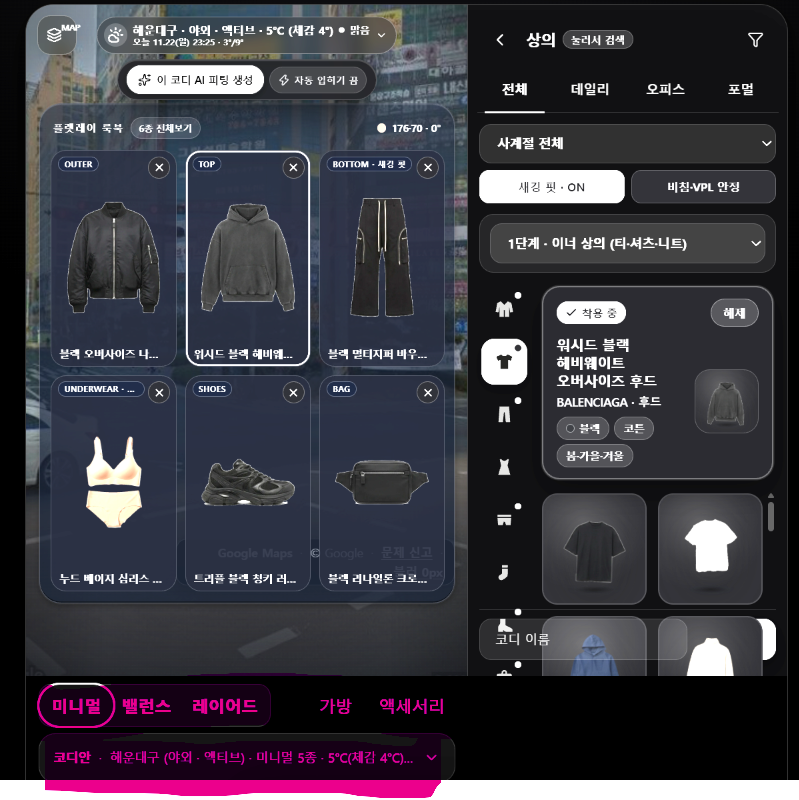 MAP
해운대구 · 야외 · 액티브 · 5°C (체감 4°) ● 맑음
오늘 11.22(월) 23:25 · 3°/9°
이 코디 AI 피팅 생성
자동 입히기 끔
플랫레이 룩북
6종 전체보기
176·70 · 0°
OUTER
TOP
BOTTOM · 새깅 핏
블랙 오버사이즈 나...
워시드 블랙 헤비웨...
블랙 멀티지퍼 바우...
UNDERWEAR · ...
SHOES
BAG
Google Maps
© Google
문제 신고
누드 베이지 심리스 ...
트리플 블랙 청키 러...
블랙 리나일론 크로...
미니멀
밸런스
레이어드
가방
액세서리
코디안 · 해운대구 (야외 · 액티브) · 미니멀 5종 · 5°C(체감 4°C)...
상의
눌러서 검색
전체
데일리
오피스
포멀
사계절 전체
새깅 핏 · ON
비침·VPL 안정
1단계 · 이너 상의 (티·셔츠·니트)
착용 중
해제
워시드 블랙
헤비웨이트
오버사이즈 후드
BALENCIAGA · 후드
블랙
코튼
봄·가을·겨울
코디 이름